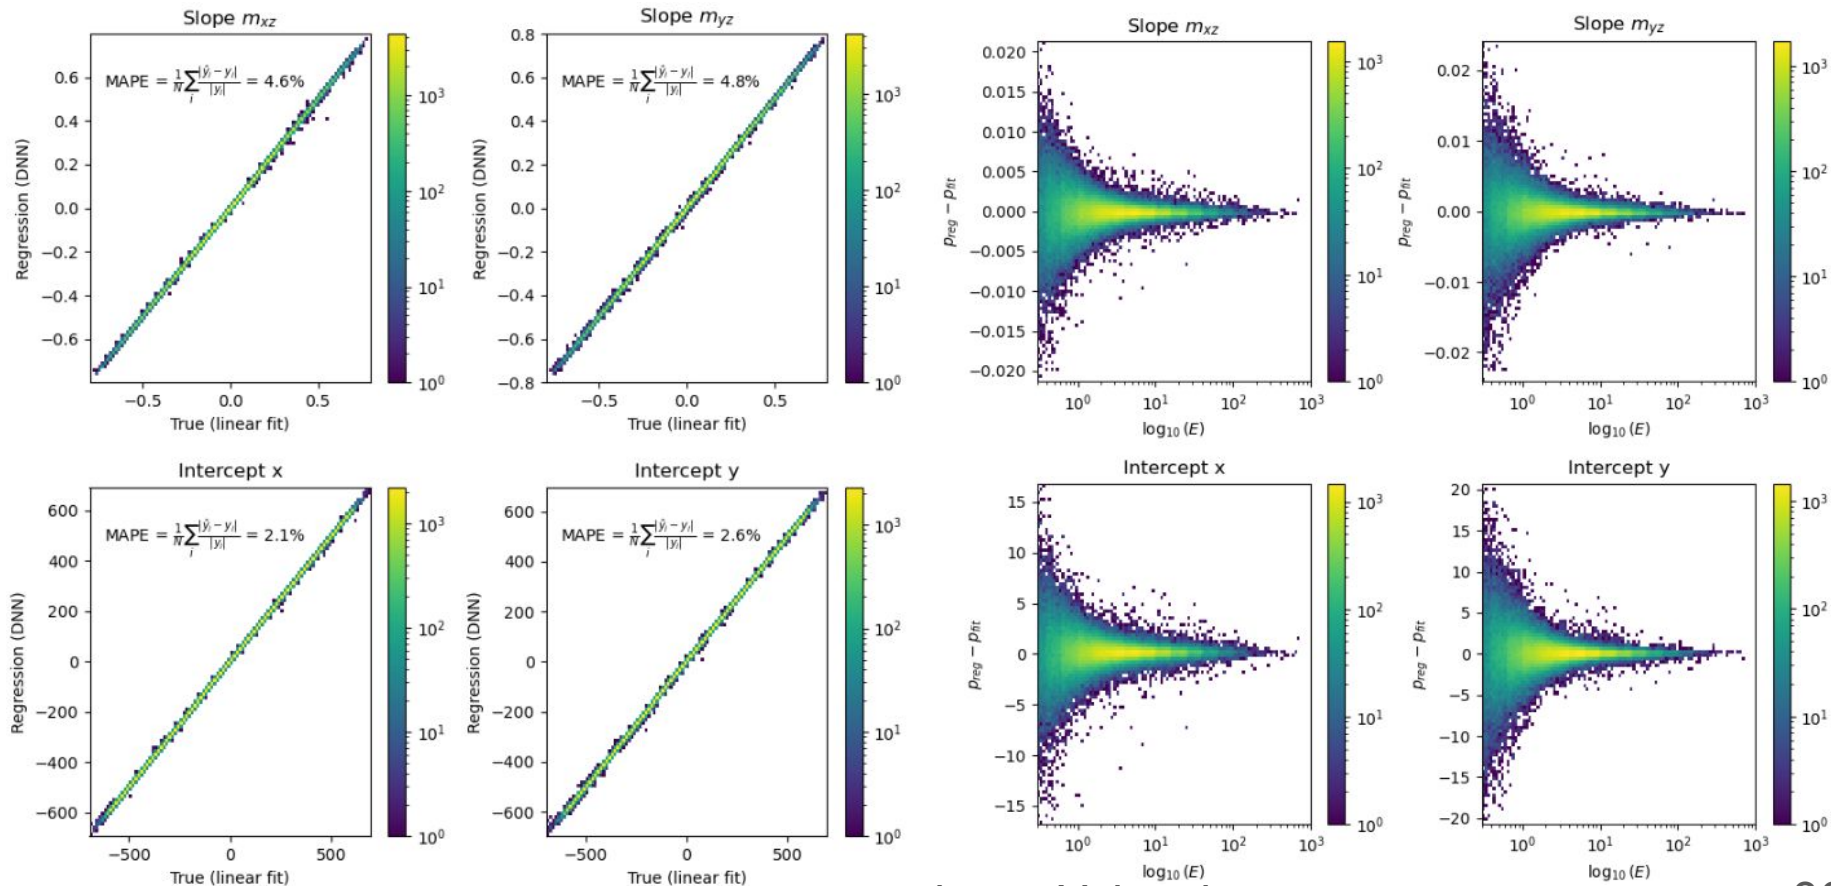 Slope m_xz
Regression (DNN)
0.6
0.4
0.2
0.0
−0.2
−0.4
−0.6
MAPE = 1/N ∑_i |ŷ_i − y_i| / |y_i| = 4.6%
−0.5 0.0 0.5
True (linear fit)
10^3
10^2
10^1
10^0
Slope m_yz
Regression (DNN)
0.8
0.6
0.4
0.2
0.0
−0.2
−0.4
−0.6
−0.8
MAPE = 1/N ∑_i |ŷ_i − y_i| / |y_i| = 4.8%
−0.5 0.0 0.5
True (linear fit)
10^3
10^2
10^1
10^0
Slope m_xz
p_reg − p_fit
0.020
0.015
0.010
0.005
0.000
−0.005
−0.010
−0.015
−0.020
10^0 10^1 10^2 10^3
log_10 (E)
10^3
10^2
10^1
10^0
Slope m_yz
p_reg − p_fit
0.02
0.01
0.00
−0.01
−0.02
10^0 10^1 10^2 10^3
log_10 (E)
10^3
10^2
10^1
10^0
Intercept x
Regression (DNN)
600
400
200
0
−200
−400
−600
MAPE = 1/N ∑_i |ŷ_i − y_i| / |y_i| = 2.1%
−500 0 500
True (linear fit)
10^3
10^2
10^1
10^0
Intercept y
Regression (DNN)
600
400
200
0
−200
−400
−600
MAPE = 1/N ∑_i |ŷ_i − y_i| / |y_i| = 2.6%
−500 0 500
True (linear fit)
10^3
10^2
10^1
10^0
Intercept x
p_reg − p_fit
15
10
5
0
−5
−10
−15
10^0 10^1 10^2 10^3
log_10 (E)
10^3
10^2
10^1
10^0
Intercept y
p_reg − p_fit
20
15
10
5
0
−5
−10
−15
−20
10^0 10^1 10^2 10^3
log_10 (E)
10^3
10^2
10^1
10^0